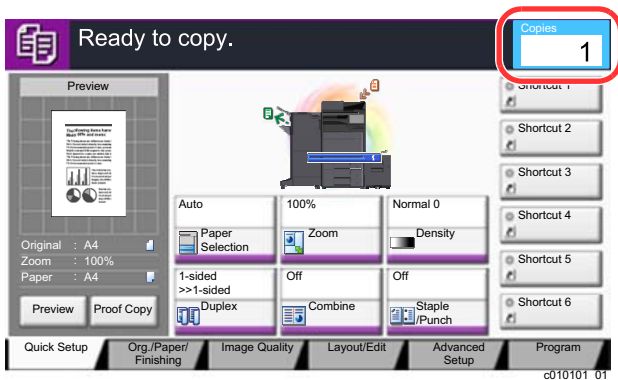 Ready to copy.
Copies
1
Preview
Original : A4
Zoom : 100%
Paper : A4
Preview
Proof Copy
Auto
Paper
Selection
100%
Zoom
Normal 0
Density
1-sided
>>1-sided
Duplex
Off
Combine
Off
Staple
/Punch
Shortcut 1
Shortcut 2
Shortcut 3
Shortcut 4
Shortcut 5
Shortcut 6
Quick Setup
Org./Paper/
Finishing
Image Quality
Layout/Edit
Advanced
Setup
Program
c010101_01